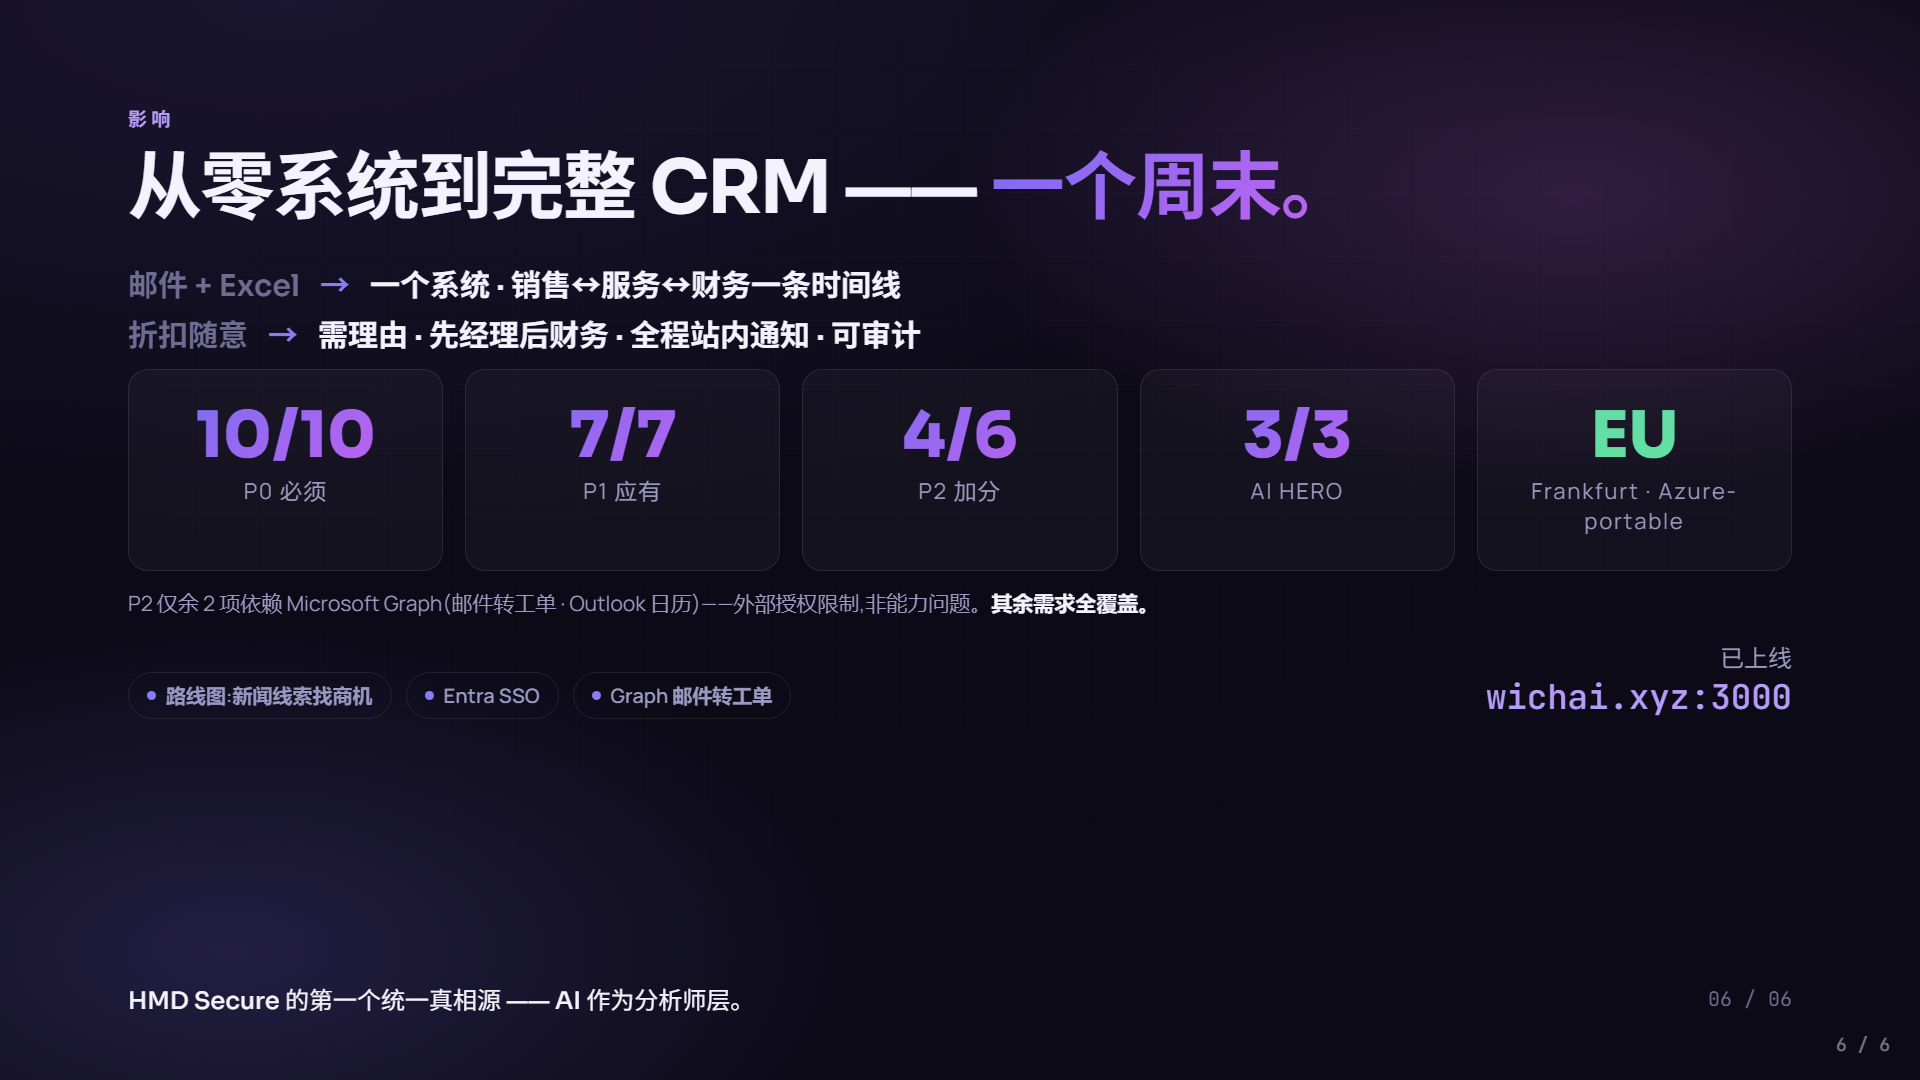 影响
从零系统到完整 CRM —— 一个周末。
邮件 + Excel → 一个系统 · 销售↔服务↔财务一条时间线
折扣随意 → 需理由 · 先经理后财务 · 全程站内通知 · 可审计
10/10
P0 必须
7/7
P1 应有
4/6
P2 加分
3/3
AI HERO
EU
Frankfurt · Azure-
portable
P2 仅余 2 项依赖 Microsoft Graph(邮件转工单 · Outlook 日历)——外部授权限制,非能力问题。其余需求全覆盖。
路线图:新闻线索找商机
Entra SSO
Graph 邮件转工单
已上线
wichai.xyz:3000
HMD Secure 的第一个统一真相源 —— AI 作为分析师层。
06 / 06
6 / 6